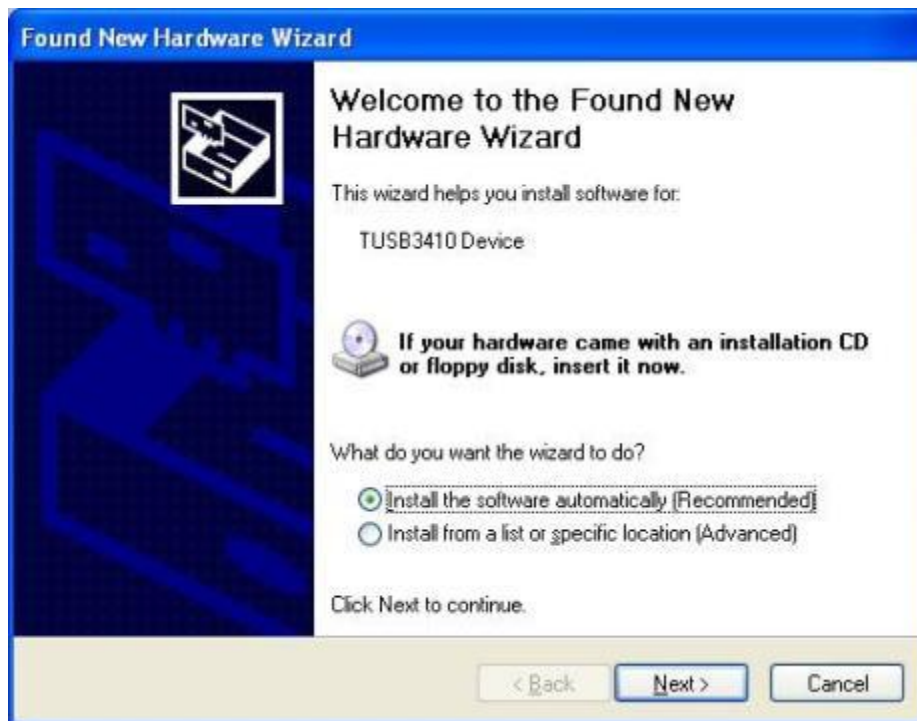 Found New Hardware Wizard
Welcome to the Found New
Hardware Wizard
This wizard helps you install software for:
TUSB3410 Device
If your hardware came with an installation CD
or floppy disk, insert it now.
What do you want the wizard to do?
Install the software automatically (Recommended)
Install from a list or specific location (Advanced)
Click Next to continue.
< Back Next > Cancel